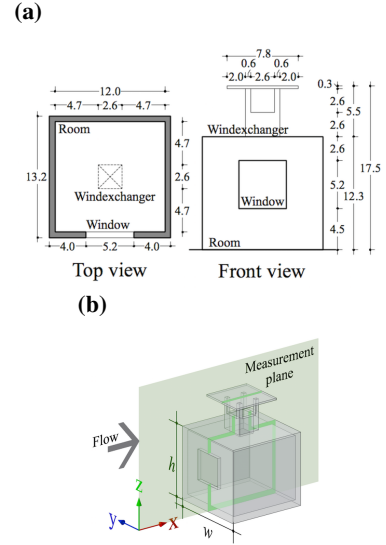 (a)
7.8
0.6 0.6
2.0 2.6 2.0
12.0
4.7 2.6 4.7
0.3
2.6
5.5
2.6
Room
Windexchanger
2.6
4.7
13.2
2.6
17.5
Windexchanger
5.2
12.3
4.7
Window
Window
4.5
Room
4.0 5.2 4.0
Top view
Front view
(b)
Measurement
plane
Flow
h
z
y
x
w